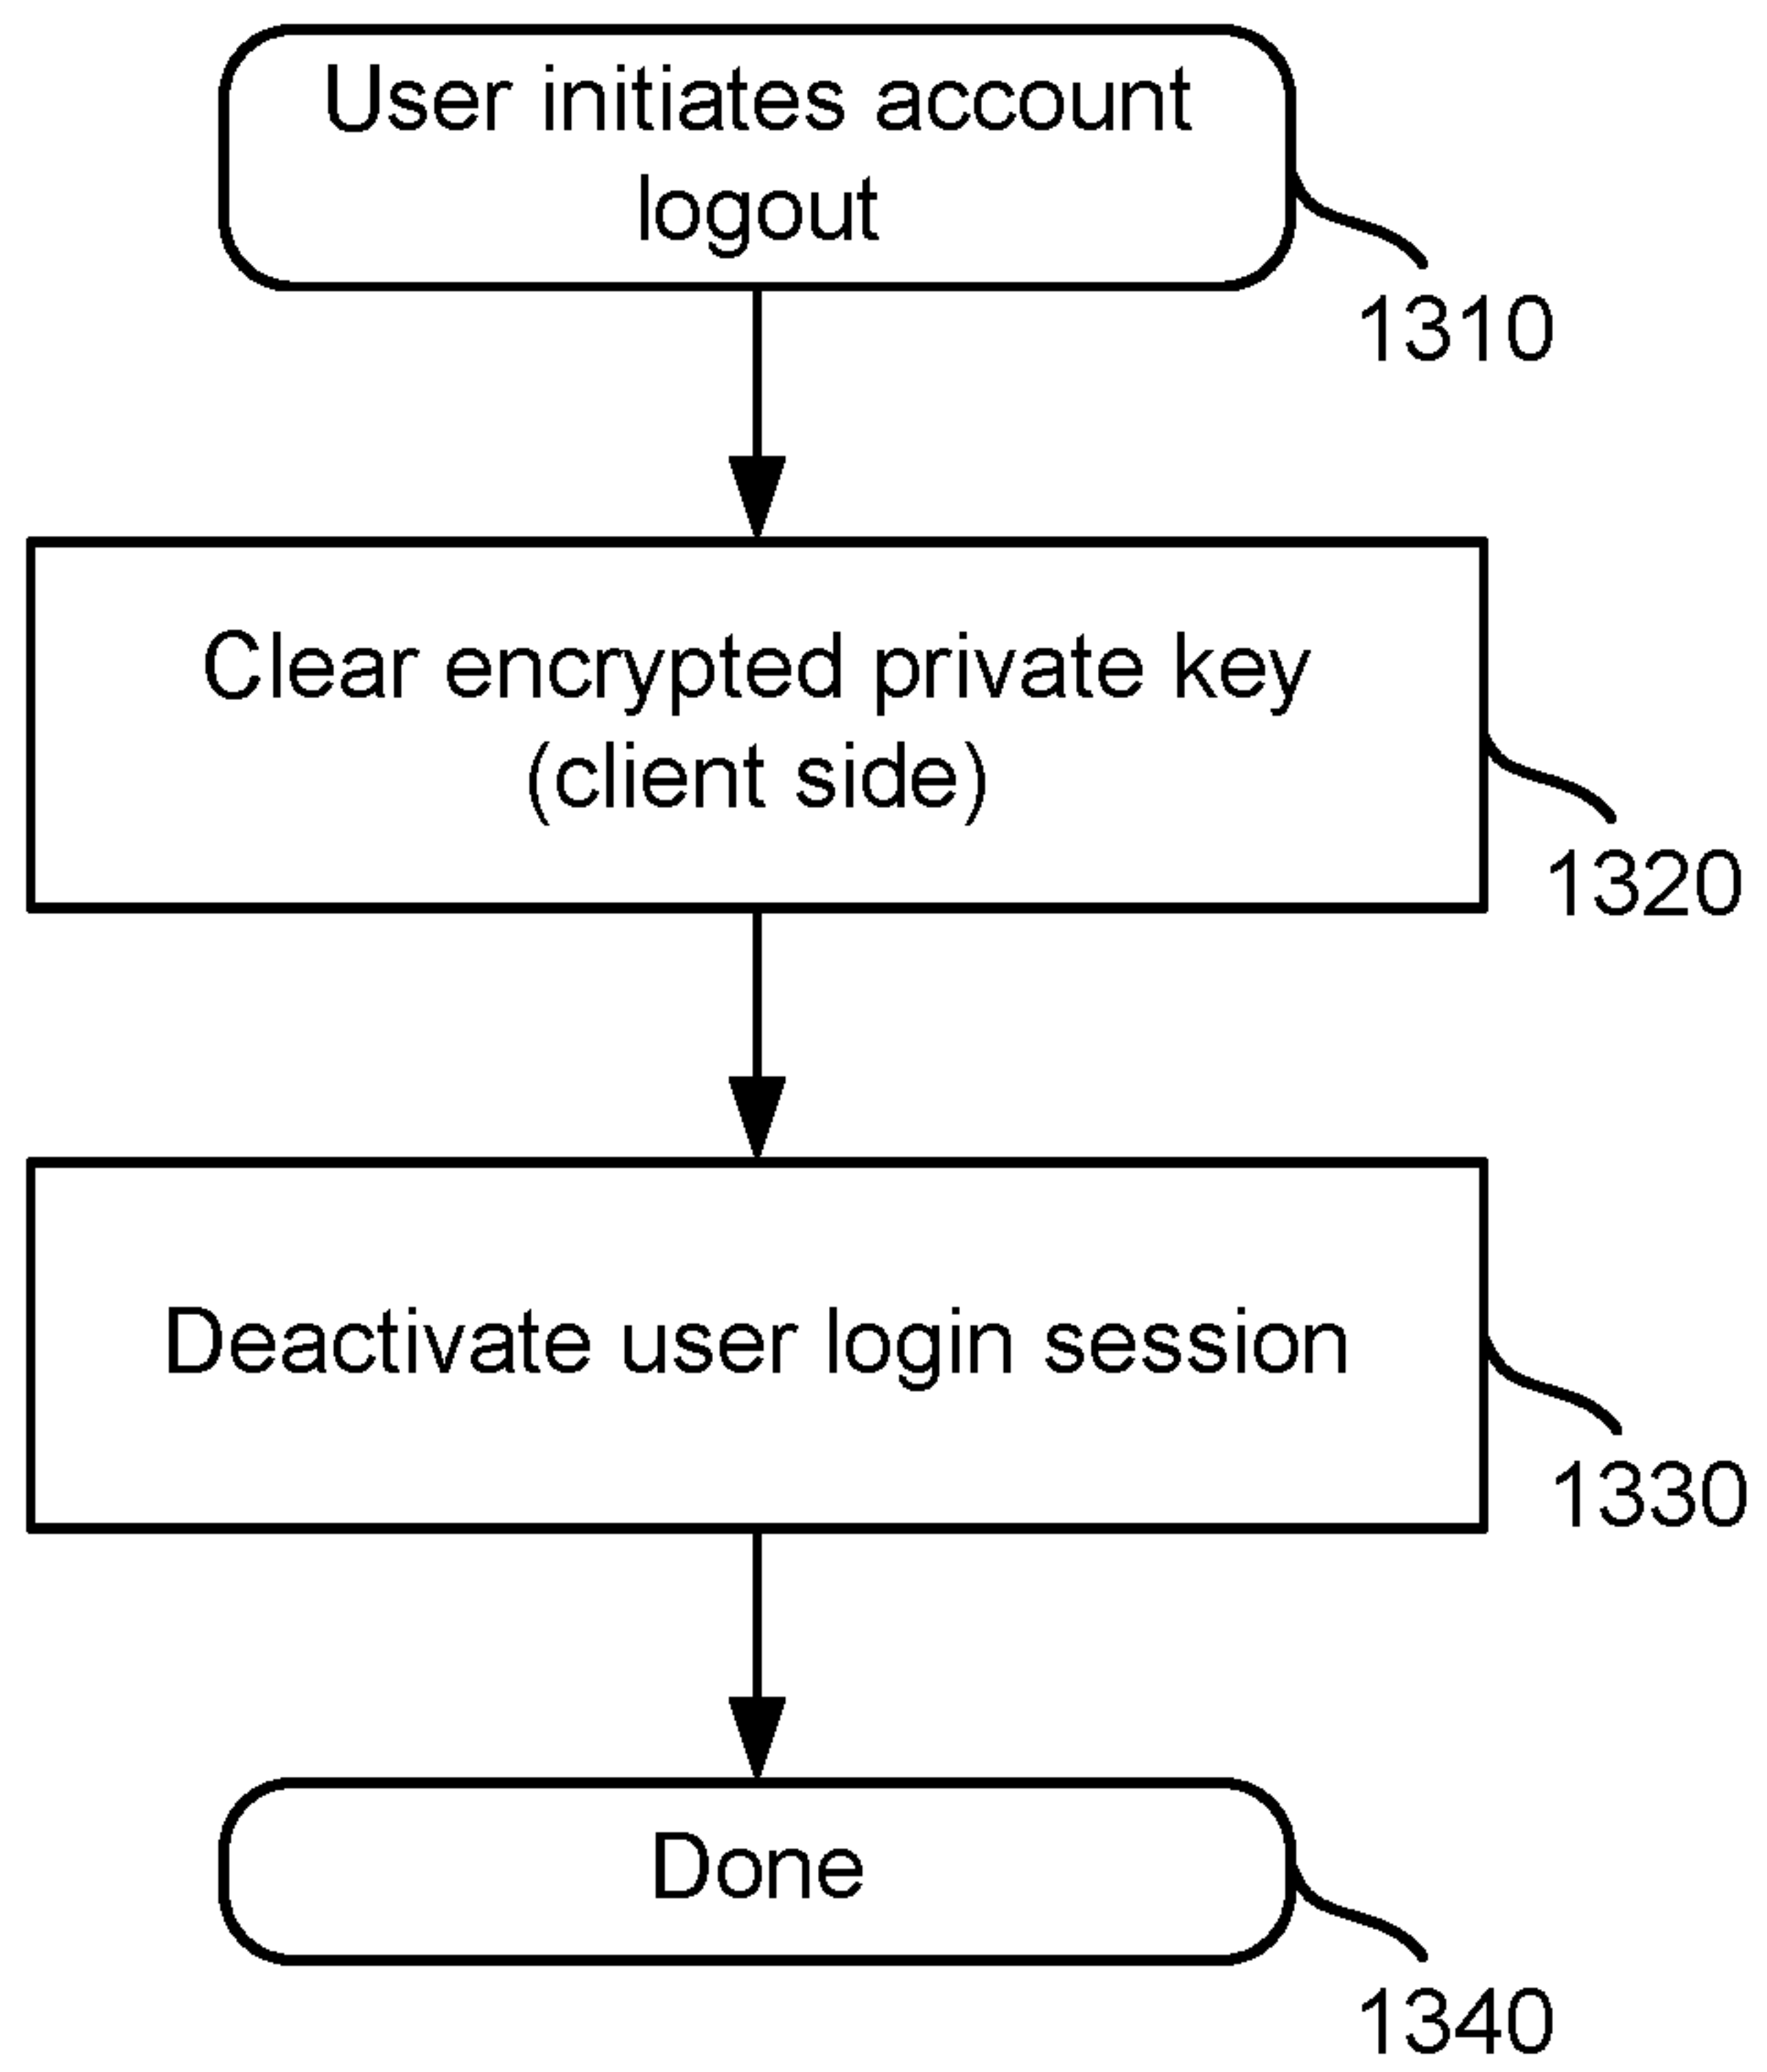 User initiates account
logout
1310
Clear encrypted private key
(client side)
1320
Deactivate user login session
1330
Done
1340